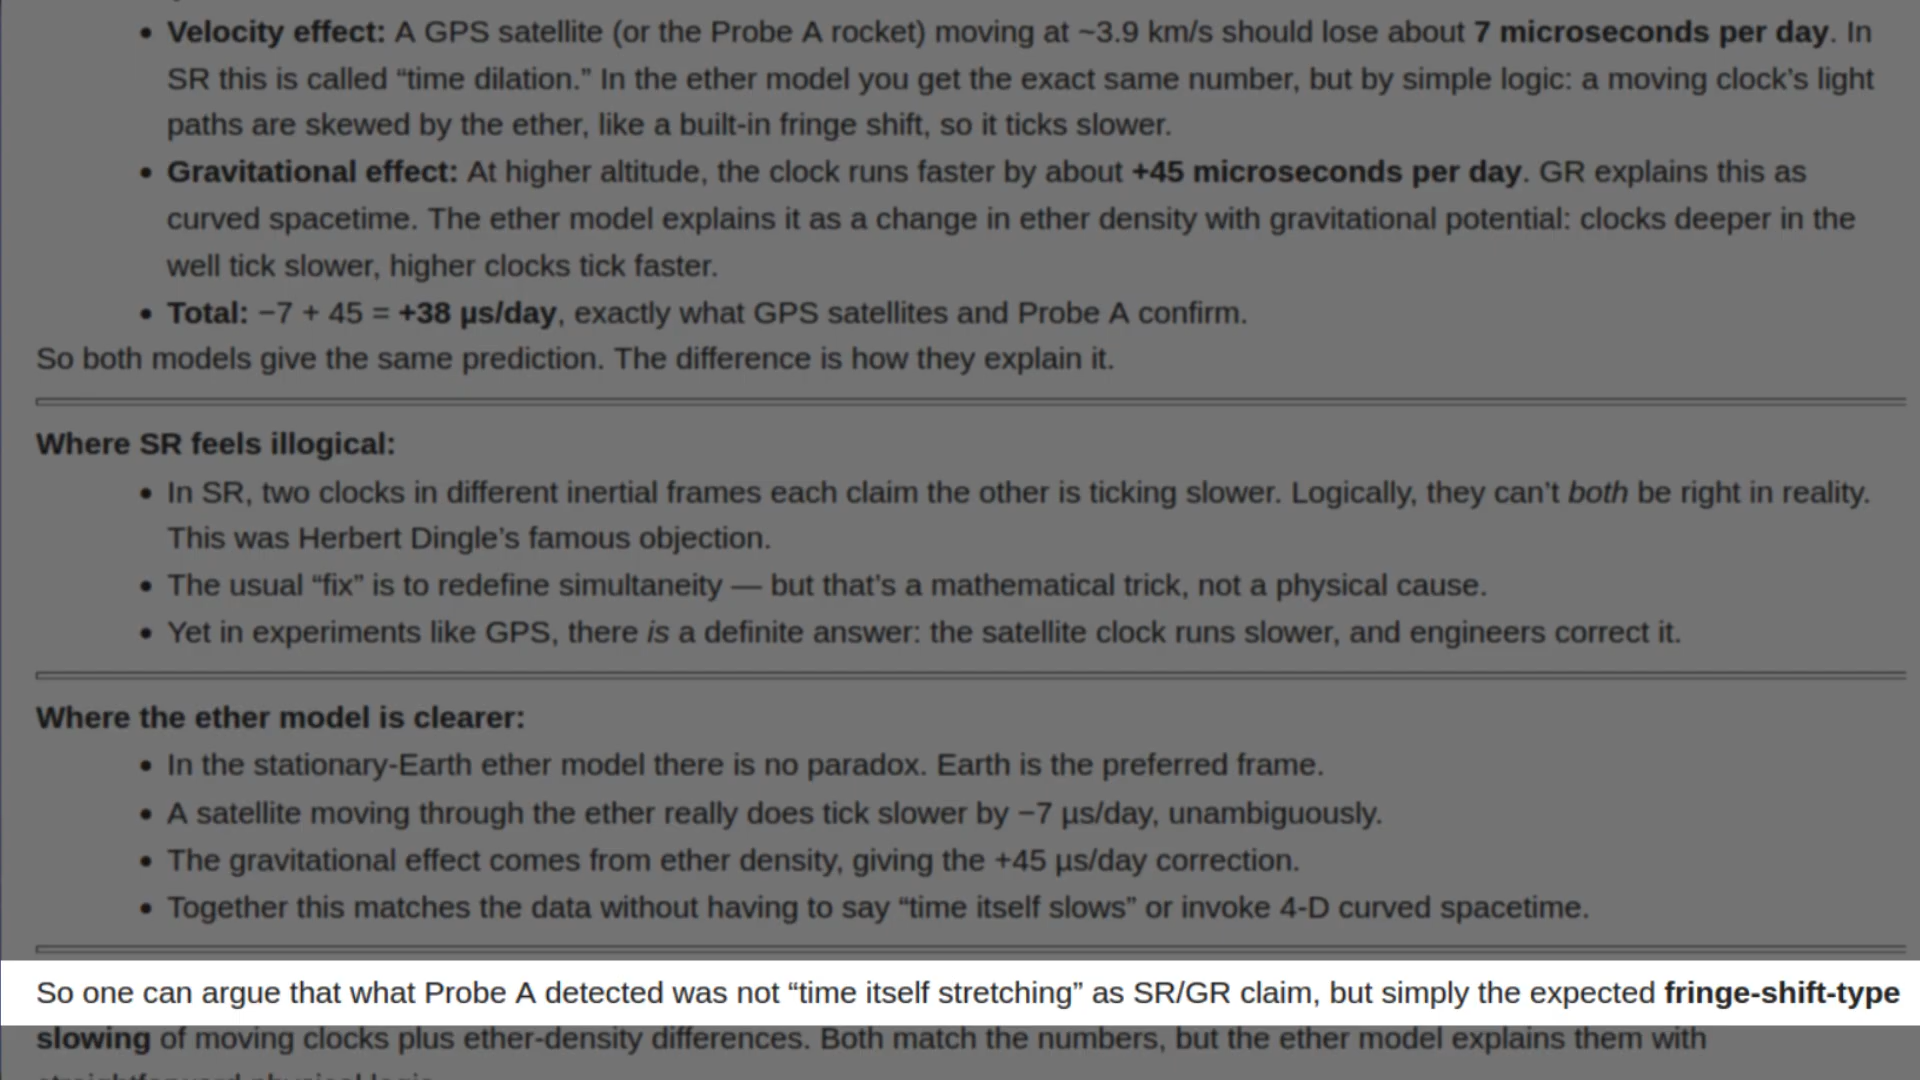 • Velocity effect: A GPS satellite (or the Probe A rocket) moving at ~3.9 km/s should lose about 7 microseconds per day. In
SR this is called “time dilation.” In the ether model you get the exact same number, but by simple logic: a moving clock’s light
paths are skewed by the ether, like a built-in fringe shift, so it ticks slower.
• Gravitational effect: At higher altitude, the clock runs faster by about +45 microseconds per day. GR explains this as
curved spacetime. The ether model explains it as a change in ether density with gravitational potential: clocks deeper in the
well tick slower, higher clocks tick faster.
• Total: −7 + 45 = +38 μs/day, exactly what GPS satellites and Probe A confirm.
So both models give the same prediction. The difference is how they explain it.
Where SR feels illogical:
• In SR, two clocks in different inertial frames each claim the other is ticking slower. Logically, they can’t both be right in reality.
This was Herbert Dingle’s famous objection.
• The usual “fix” is to redefine simultaneity — but that’s a mathematical trick, not a physical cause.
• Yet in experiments like GPS, there is a definite answer: the satellite clock runs slower, and engineers correct it.
Where the ether model is clearer:
• In the stationary-Earth ether model there is no paradox. Earth is the preferred frame.
• A satellite moving through the ether really does tick slower by −7 μs/day, unambiguously.
• The gravitational effect comes from ether density, giving the +45 μs/day correction.
• Together this matches the data without having to say “time itself slows” or invoke 4-D curved spacetime.
So one can argue that what Probe A detected was not “time itself stretching” as SR/GR claim, but simply the expected fringe-shift-type
slowing of moving clocks plus ether-density differences. Both match the numbers, but the ether model explains them with